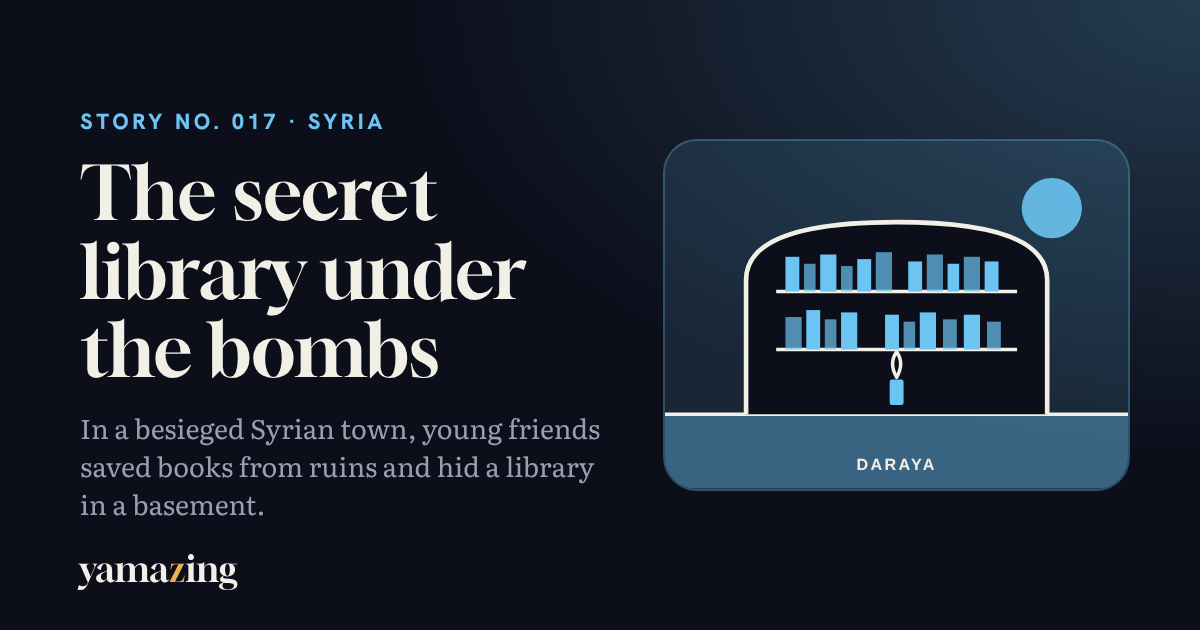 STORY NO. 017 · SYRIA
The secret
library under
the bombs
In a besieged Syrian town, young friends
saved books from ruins and hid a library
in a basement.
yamazing
DARAYA